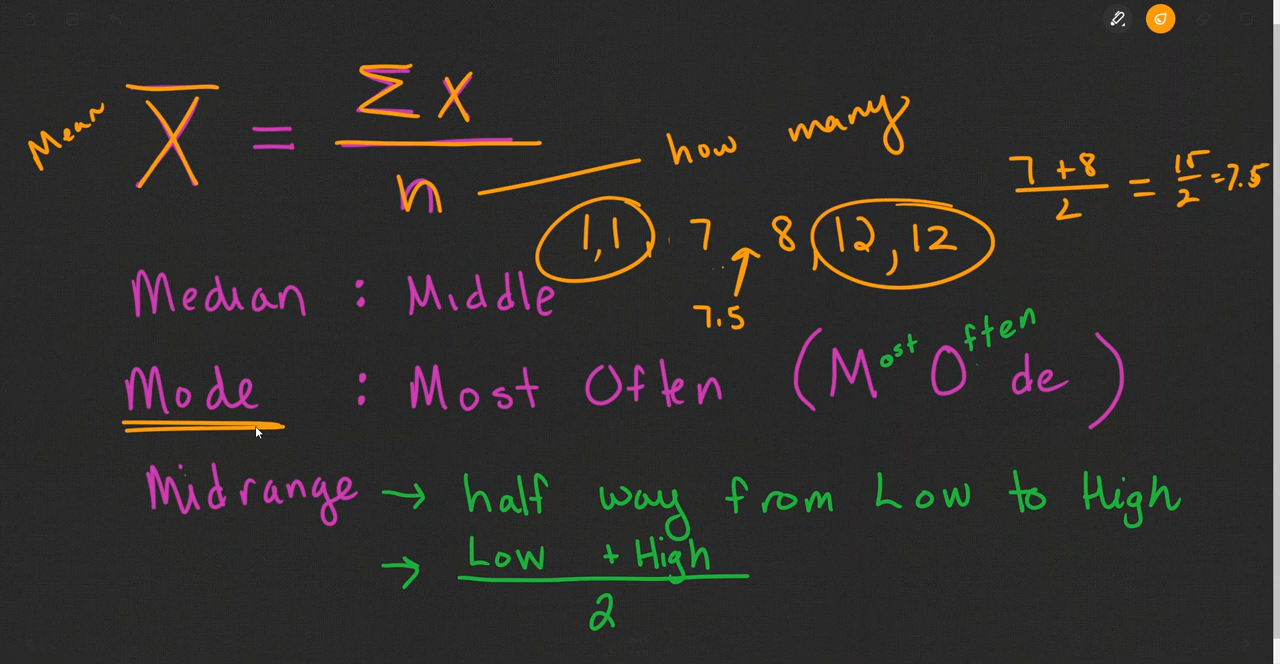 Mean X̄ = Σx / n
how many
7 + 8 / 2 = 15 / 2 = 7.5
1, 1 7 8 12, 12
7.5
Median : Middle
Mode : Most Often (Most Often de)
Midrange → half way from Low to High
→ Low + High / 2